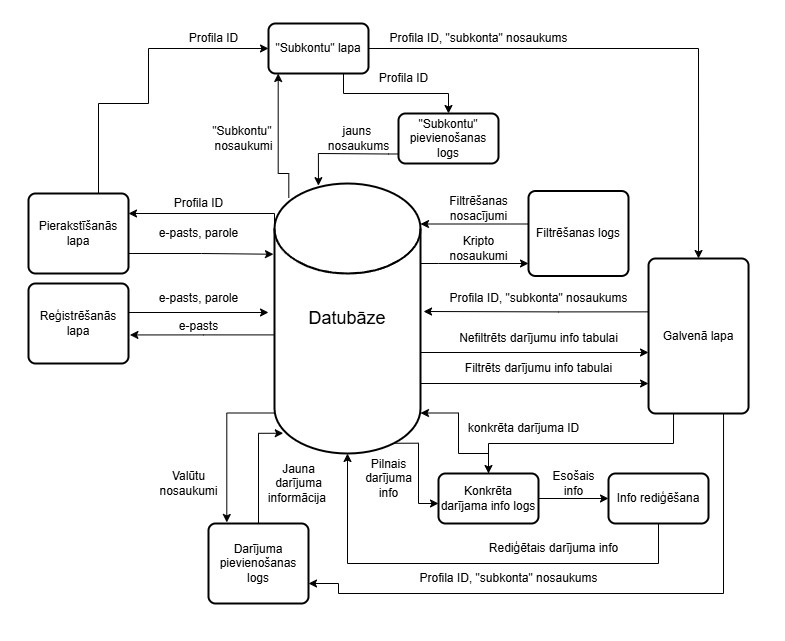 Profila ID
"Subkontu" lapa
Profila ID, "subkonta" nosaukums
Profila ID
"Subkontu"
nosaukumi
jauns
nosaukums
"Subkontu"
pievienošanas
logs
Pierakstīšanās
lapa
Profila ID
e-pasts, parole
Filtrēšanas
nosacījumi
Kripto
nosaukumi
Filtrēšanas logs
Reģistrēšanās
lapa
e-pasts, parole
e-pasts
Datubāze
Profila ID, "subkonta" nosaukums
Nefiltrēts darījumu info tabulai
Filtrēts darījumu info tabulai
Galvenā lapa
konkrēta darījuma ID
Valūtu
nosaukumi
Jauna
darījuma
informācija
Pilnais
darījuma
info
Konkrēta
darījama info logs
Esošais
info
Info rediģēšana
Darījuma
pievienošanas
logs
Rediģētais darījuma info
Profila ID, "subkonta" nosaukums